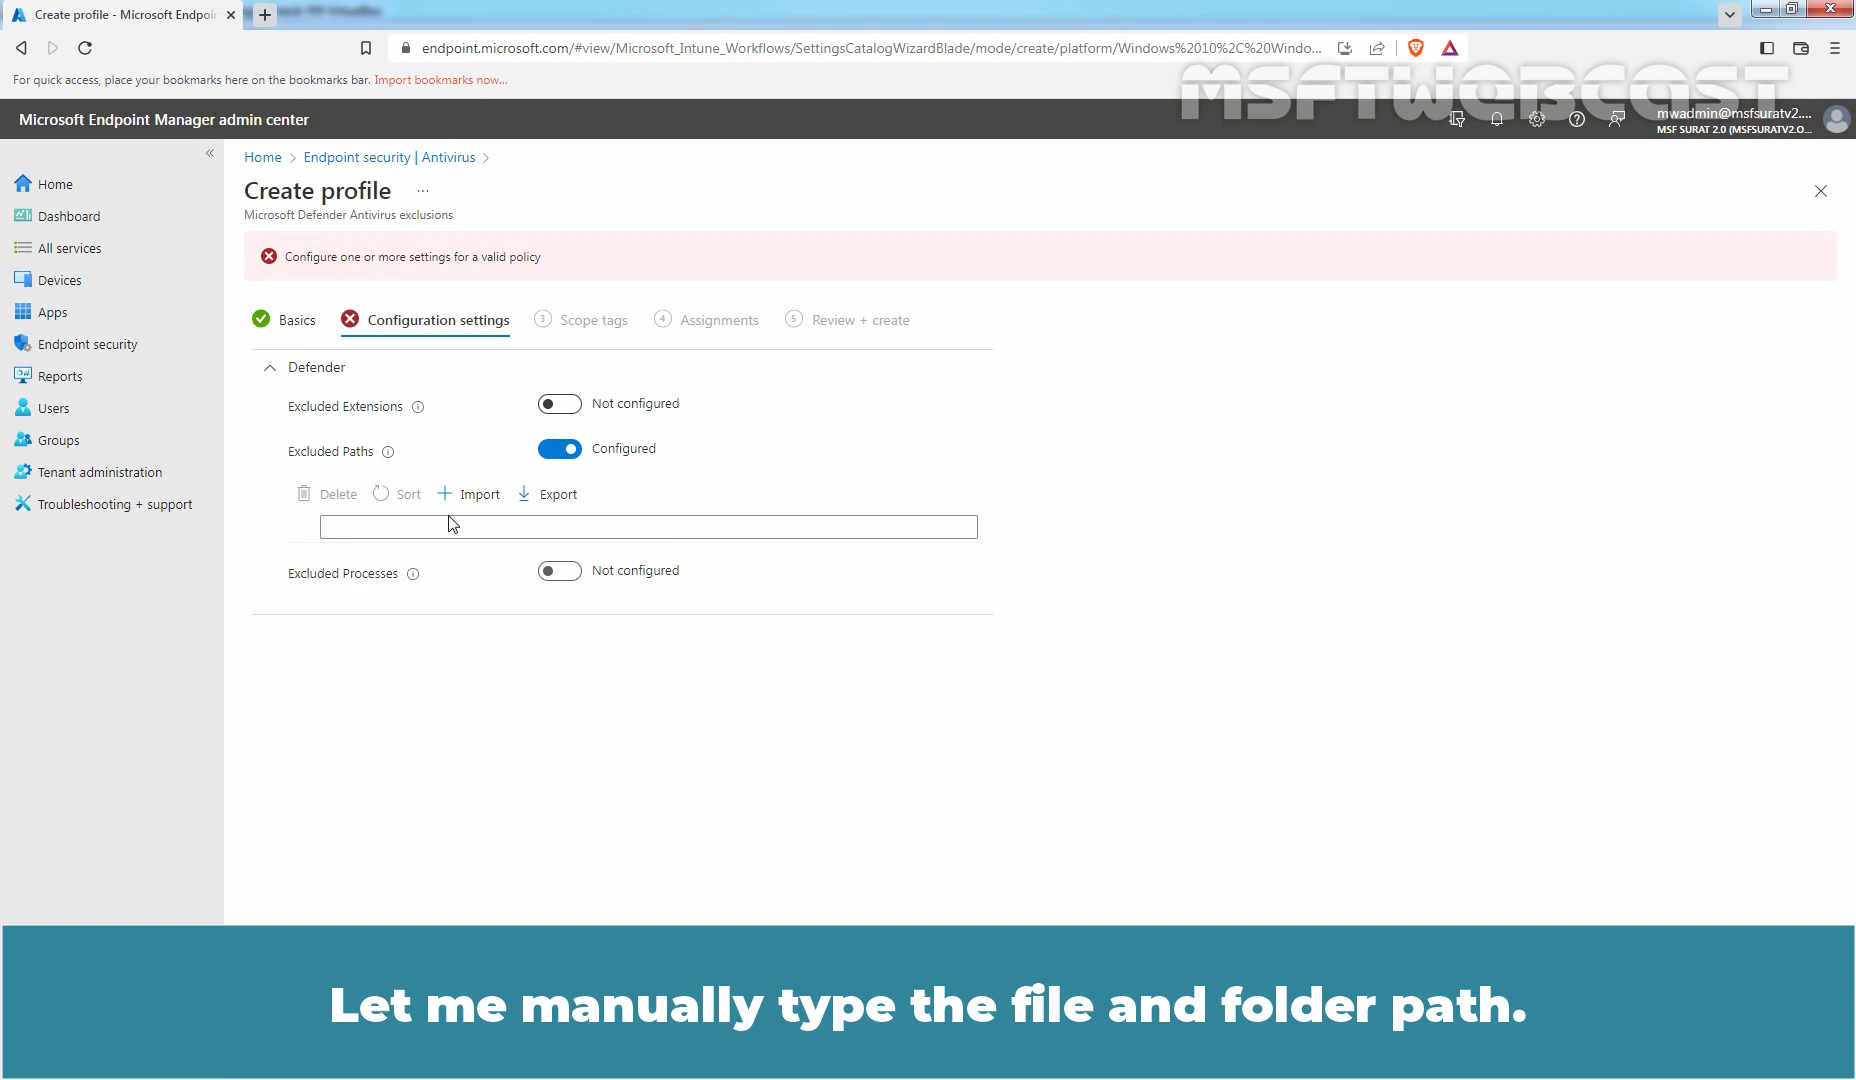 Create profile - Microsoft Endpoin
For quick access, place your bookmarks here on the bookmarks bar. Import bookmarks now...
endpoint.microsoft.com/#view/Microsoft_Intune_Workflows/SettingsCatalogWizardBlade/mode/create/platform/Windows%2010%2C%20Windo...
MSFTWEBCAST
Microsoft Endpoint Manager admin center
mwadmin@msfsuratv2....
MSF SURAT 2.0 (MSFSURATV2.O...
Home
Dashboard
All services
Devices
Apps
Endpoint security
Reports
Users
Groups
Tenant administration
Troubleshooting + support
Home > Endpoint security | Antivirus >
Create profile ...
Microsoft Defender Antivirus exclusions
Configure one or more settings for a valid policy
Basics
Configuration settings
3 Scope tags
4 Assignments
5 Review + create
Defender
Excluded Extensions
Not configured
Excluded Paths
Configured
Delete
Sort
Import
Export
Excluded Processes
Not configured
Let me manually type the file and folder path.